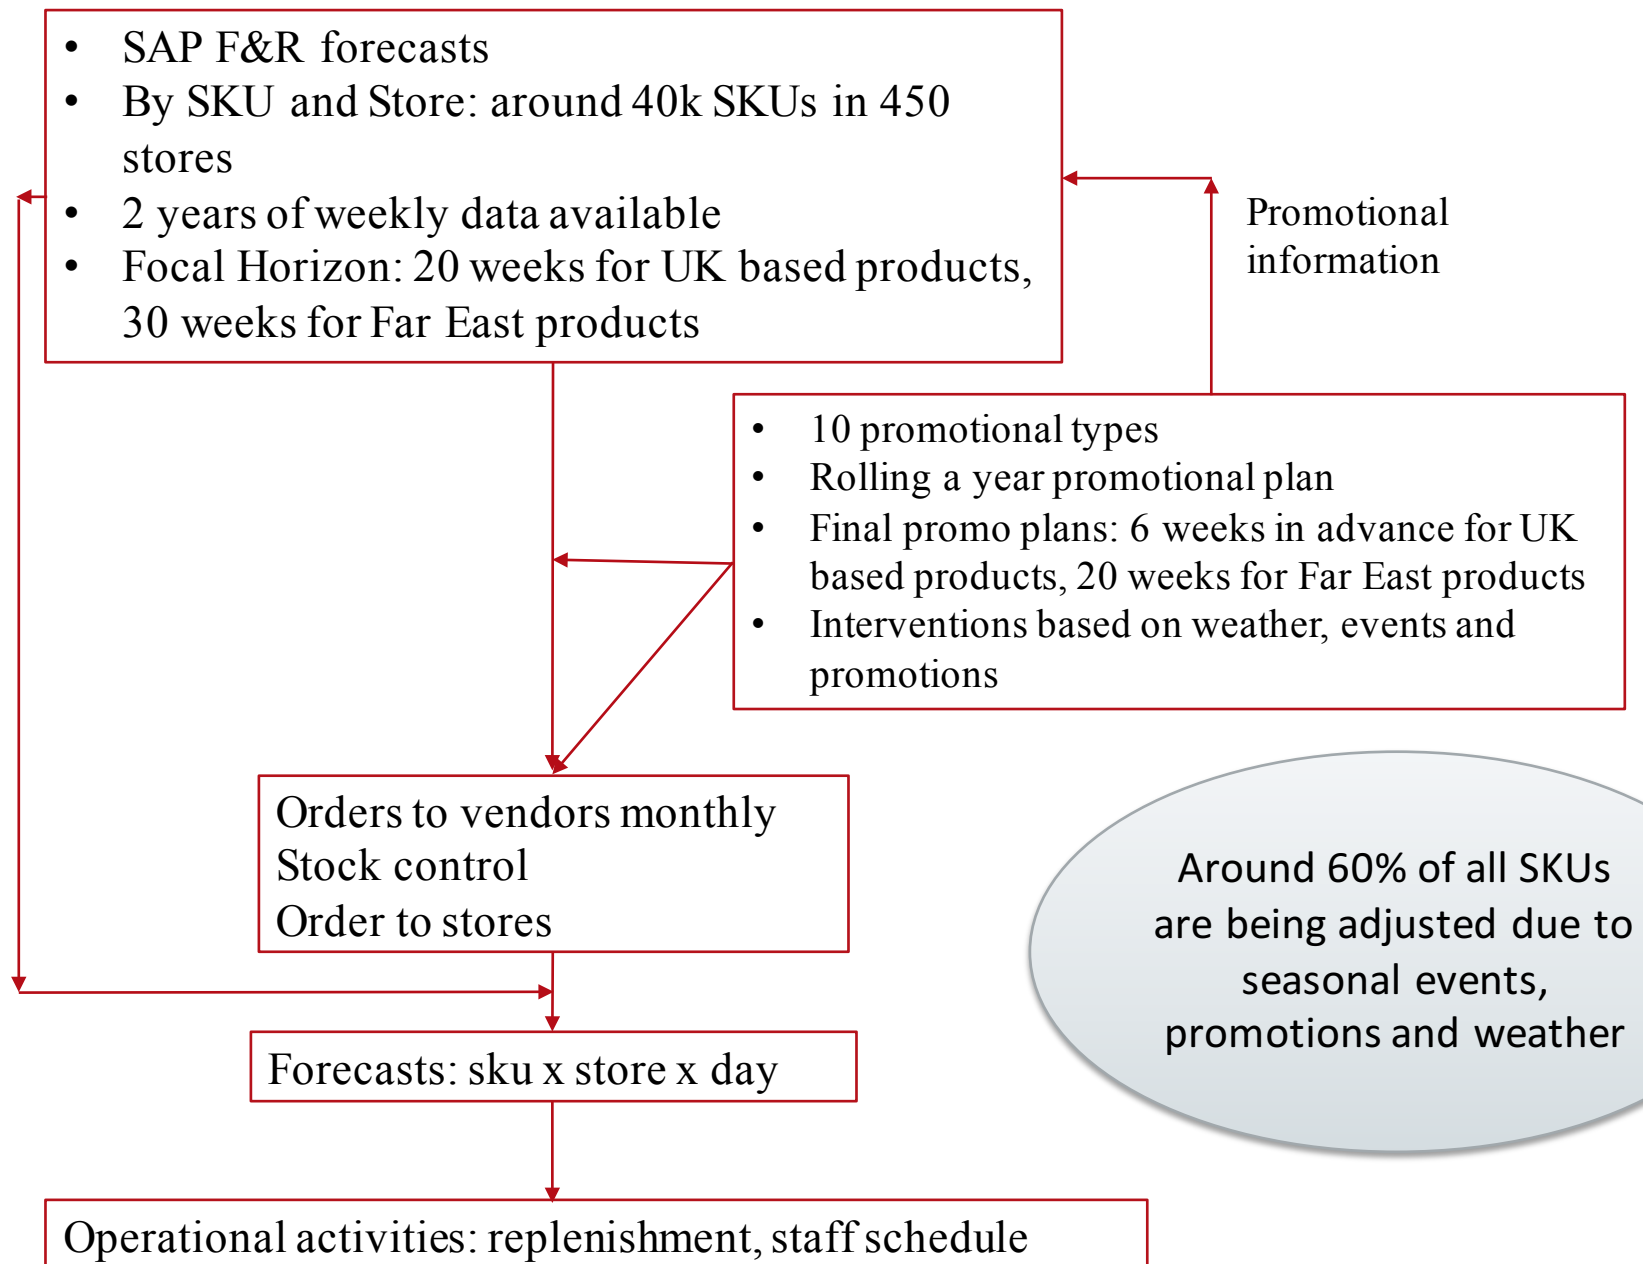 • SAP F&R forecasts
• By SKU and Store: around 40k SKUs in 450
stores
• 2 years of weekly data available
• Focal Horizon: 20 weeks for UK based products,
30 weeks for Far East products
Promotional
information
• 10 promotional types
• Rolling a year promotional plan
• Final promo plans: 6 weeks in advance for UK
based products, 20 weeks for Far East products
• Interventions based on weather, events and
promotions
Orders to vendors monthly
Stock control
Order to stores
Around 60% of all SKUs
are being adjusted due to
seasonal events,
promotions and weather
Forecasts: sku x store x day
Operational activities: replenishment, staff schedule